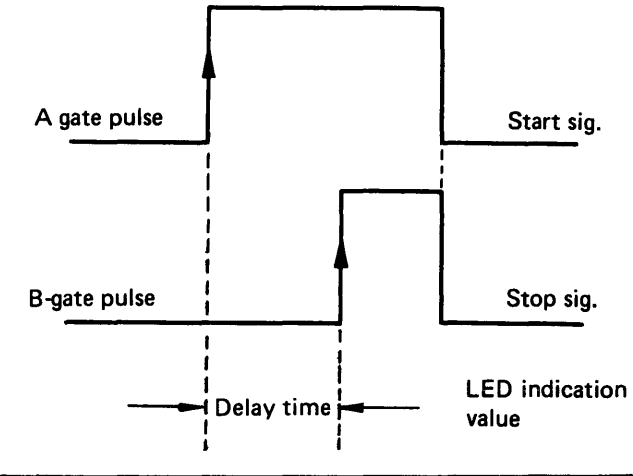 A gate pulse
Start sig.
B-gate pulse
Stop sig.
Delay time
LED indication
value